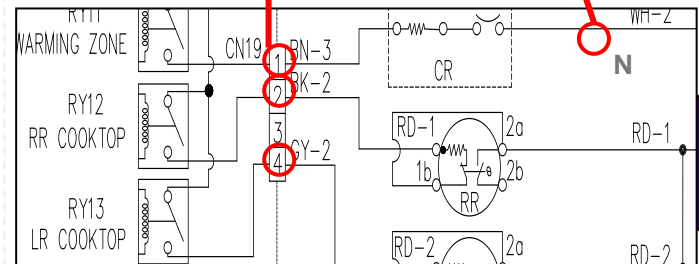 RY11
WARMING ZONE
CN19
1
BN-3
BK-2
2
3
4
GY-2
RY12
RR COOKTOP
RY13
LR COOKTOP
CR
WH-2
N
RD-1
2a
1b
2b
RR
RD-1
RD-2
2a
RD-2